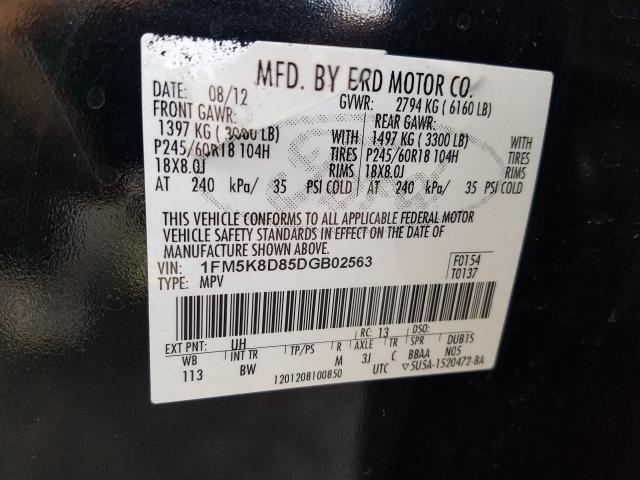 MFD. BY FORD MOTOR CO.
DATE: 08/12 GVWR: 2794 KG ( 6160 LB)
FRONT GAWR: REAR GAWR:
1397 KG ( 3080 LB) WITH 1497 KG ( 3300 LB) WITH
P245/60R18 104H TIRES P245/60R18 104H TIRES
18X8.0J RIMS 18X8.0J RIMS
AT 240 kPa/ 35 PSI COLD AT 240 kPa/ 35 PSI COLD
THIS VEHICLE CONFORMS TO ALL APPLICABLE FEDERAL MOTOR
VEHICLE SAFETY STANDARDS IN EFFECT ON THE DATE OF
MANUFACTURE SHOWN ABOVE.
VIN: 1FM5K8D85DGB02563 F0154
TYPE: MPV T0137
EXT PNT: UH RC: 13 DSO:
WB INT TR TP/PS R AXLE TR SPR DUBTS
113 BW M 3J C BBAA N05
1201208100850 UTC ▽5U5A-1520472-BA